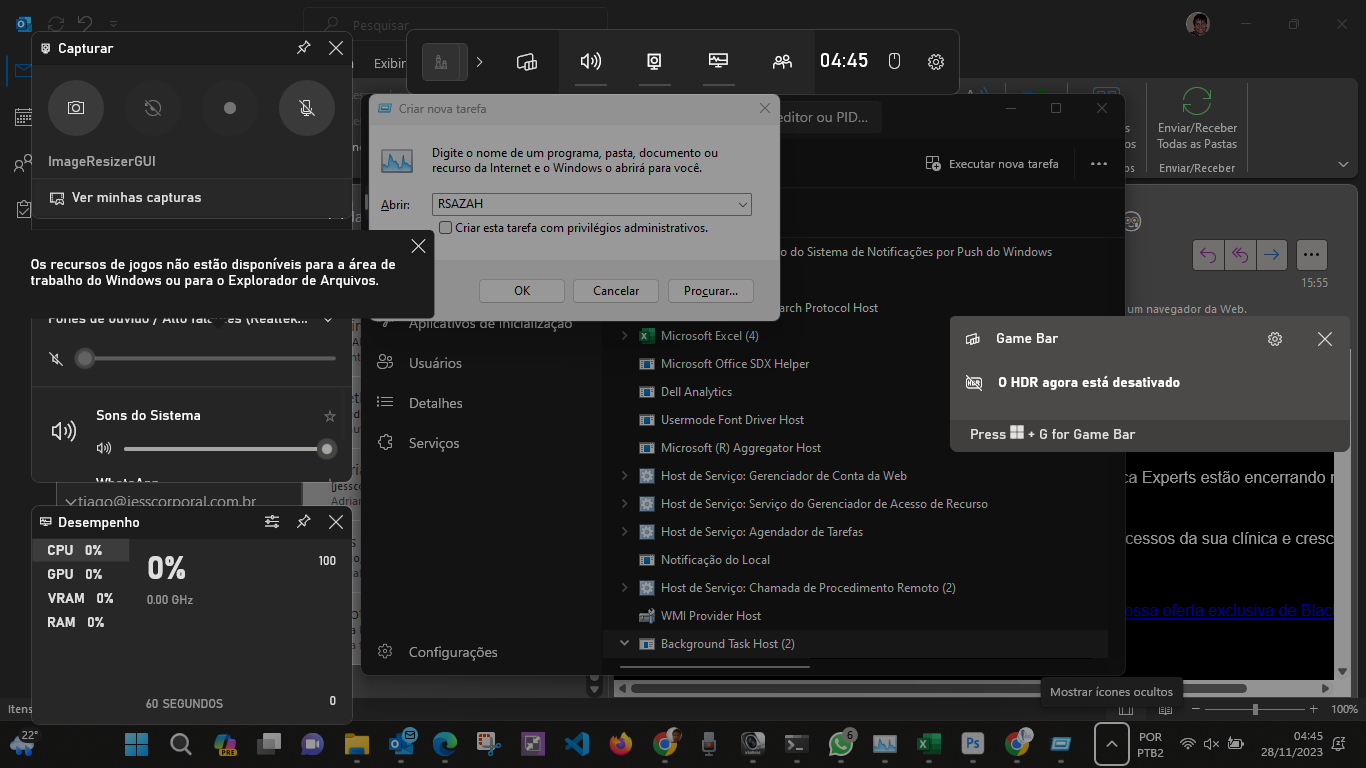 Pesquisar
Capturar
Exibir
04:45
Criar nova tarefa
editor ou PID...
Digite o nome de um programa, pasta, documento ou
recurso da Internet e o Windows o abrirá para você.
Abrir:
RSAZAH
Criar esta tarefa com privilégios administrativos.
OK
Cancelar
Procurar...
Executar nova tarefa
Enviar/Receber
Todas as Pastas
Enviar/Receber
ImageResizerGUI
Ver minhas capturas
Os recursos de jogos não estão disponíveis para a área de
trabalho do Windows ou para o Explorador de Arquivos.
Fones de ouvido / Alto falantes (Realtek...
Sons do Sistema
WhatsApp
tiago@jesscorporal.com.br
Desempenho
CPU 0%
GPU 0%
VRAM 0%
RAM 0%
0%
0.00 GHz
100
60 SEGUNDOS
0
Itens
Aplicativos de Inicialização
Usuários
Detalhes
Serviços
Configurações
o do Sistema de Notificações por Push do Windows
arch Protocol Host
Microsoft Excel (4)
Microsoft Office SDX Helper
Dell Analytics
Usermode Font Driver Host
Microsoft (R) Aggregator Host
Host de Serviço: Gerenciador de Conta da Web
Host de Serviço: Serviço do Gerenciador de Acesso de Recurso
Host de Serviço: Agendador de Tarefas
Notificação do Local
Host de Serviço: Chamada de Procedimento Remoto (2)
WMI Provider Host
Background Task Host (2)
15:55
um navegador da Web.
Game Bar
O HDR agora está desativado
Press + G for Game Bar
ca Experts estão encerrando
cessos da sua clínica e cresc
ossa oferta exclusiva de Blac
Mostrar ícones ocultos
100%
22°
PRE
6
POR
PTB2
04:45
28/11/2023